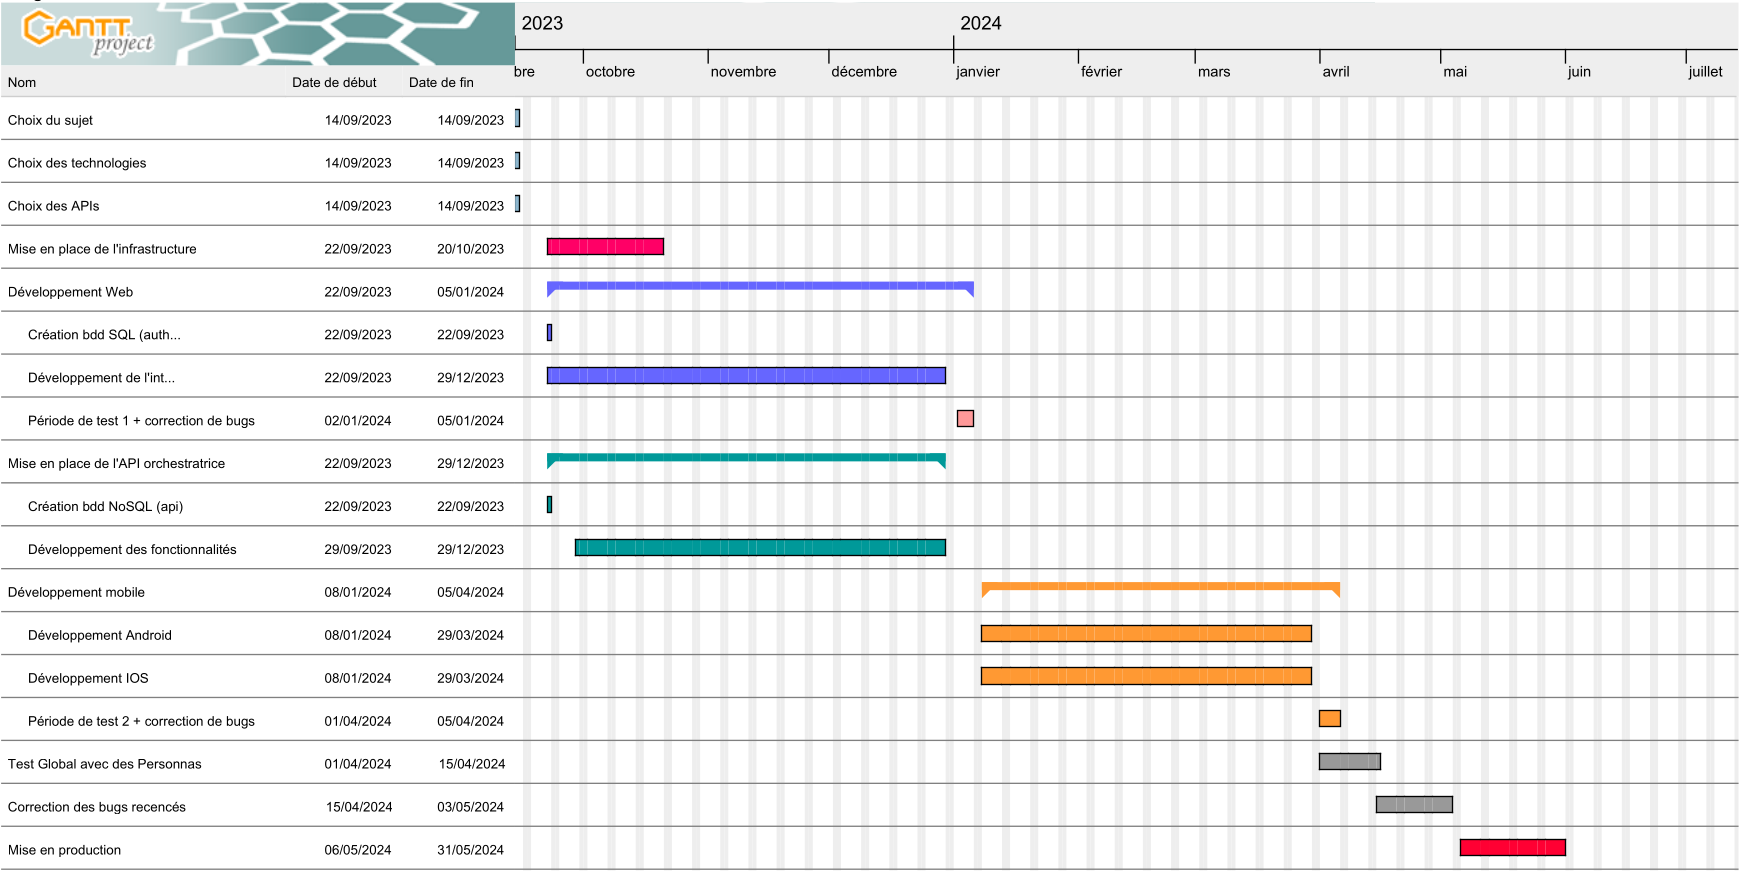 GANTT
project
2023
2024
bre octobre novembre décembre janvier février mars avril mai juin juillet
Nom Date de début Date de fin
Choix du sujet 14/09/2023 14/09/2023
Choix des technologies 14/09/2023 14/09/2023
Choix des APIs 14/09/2023 14/09/2023
Mise en place de l'infrastructure 22/09/2023 20/10/2023
Développement Web 22/09/2023 05/01/2024
Création bdd SQL (auth... 22/09/2023 22/09/2023
Développement de l'int... 22/09/2023 29/12/2023
Période de test 1 + correction de bugs 02/01/2024 05/01/2024
Mise en place de l'API orchestratrice 22/09/2023 29/12/2023
Création bdd NoSQL (api) 22/09/2023 22/09/2023
Développement des fonctionnalités 29/09/2023 29/12/2023
Développement mobile 08/01/2024 05/04/2024
Développement Android 08/01/2024 29/03/2024
Développement IOS 08/01/2024 29/03/2024
Période de test 2 + correction de bugs 01/04/2024 05/04/2024
Test Global avec des Personnas 01/04/2024 15/04/2024
Correction des bugs recencés 15/04/2024 03/05/2024
Mise en production 06/05/2024 31/05/2024